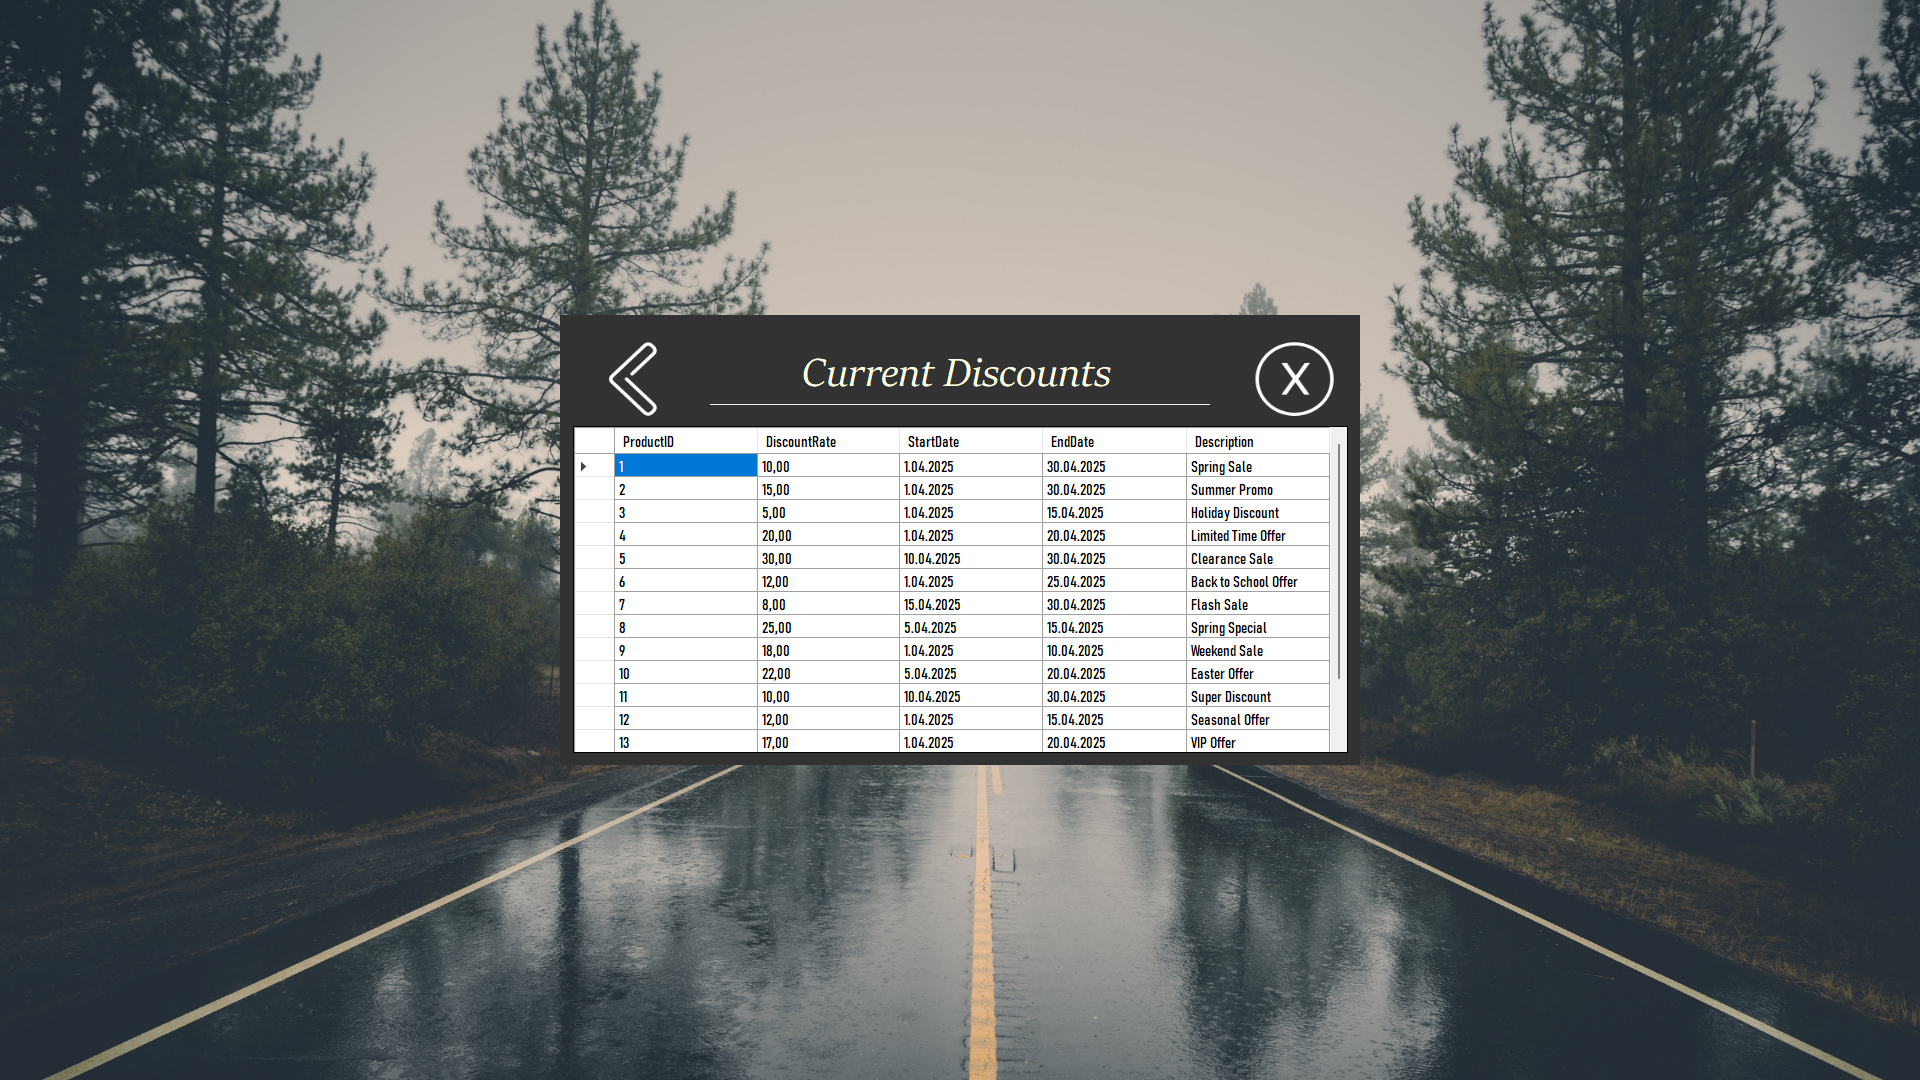 Current Discounts
X
ProductID DiscountRate StartDate EndDate Description
1 10,00 1.04.2025 30.04.2025 Spring Sale
2 15,00 1.04.2025 30.04.2025 Summer Promo
3 5,00 1.04.2025 15.04.2025 Holiday Discount
4 20,00 1.04.2025 20.04.2025 Limited Time Offer
5 30,00 10.04.2025 30.04.2025 Clearance Sale
6 12,00 1.04.2025 25.04.2025 Back to School Offer
7 8,00 15.04.2025 30.04.2025 Flash Sale
8 25,00 5.04.2025 15.04.2025 Spring Special
9 18,00 1.04.2025 10.04.2025 Weekend Sale
10 22,00 5.04.2025 20.04.2025 Easter Offer
11 10,00 10.04.2025 30.04.2025 Super Discount
12 12,00 1.04.2025 15.04.2025 Seasonal Offer
13 17,00 1.04.2025 20.04.2025 VIP Offer